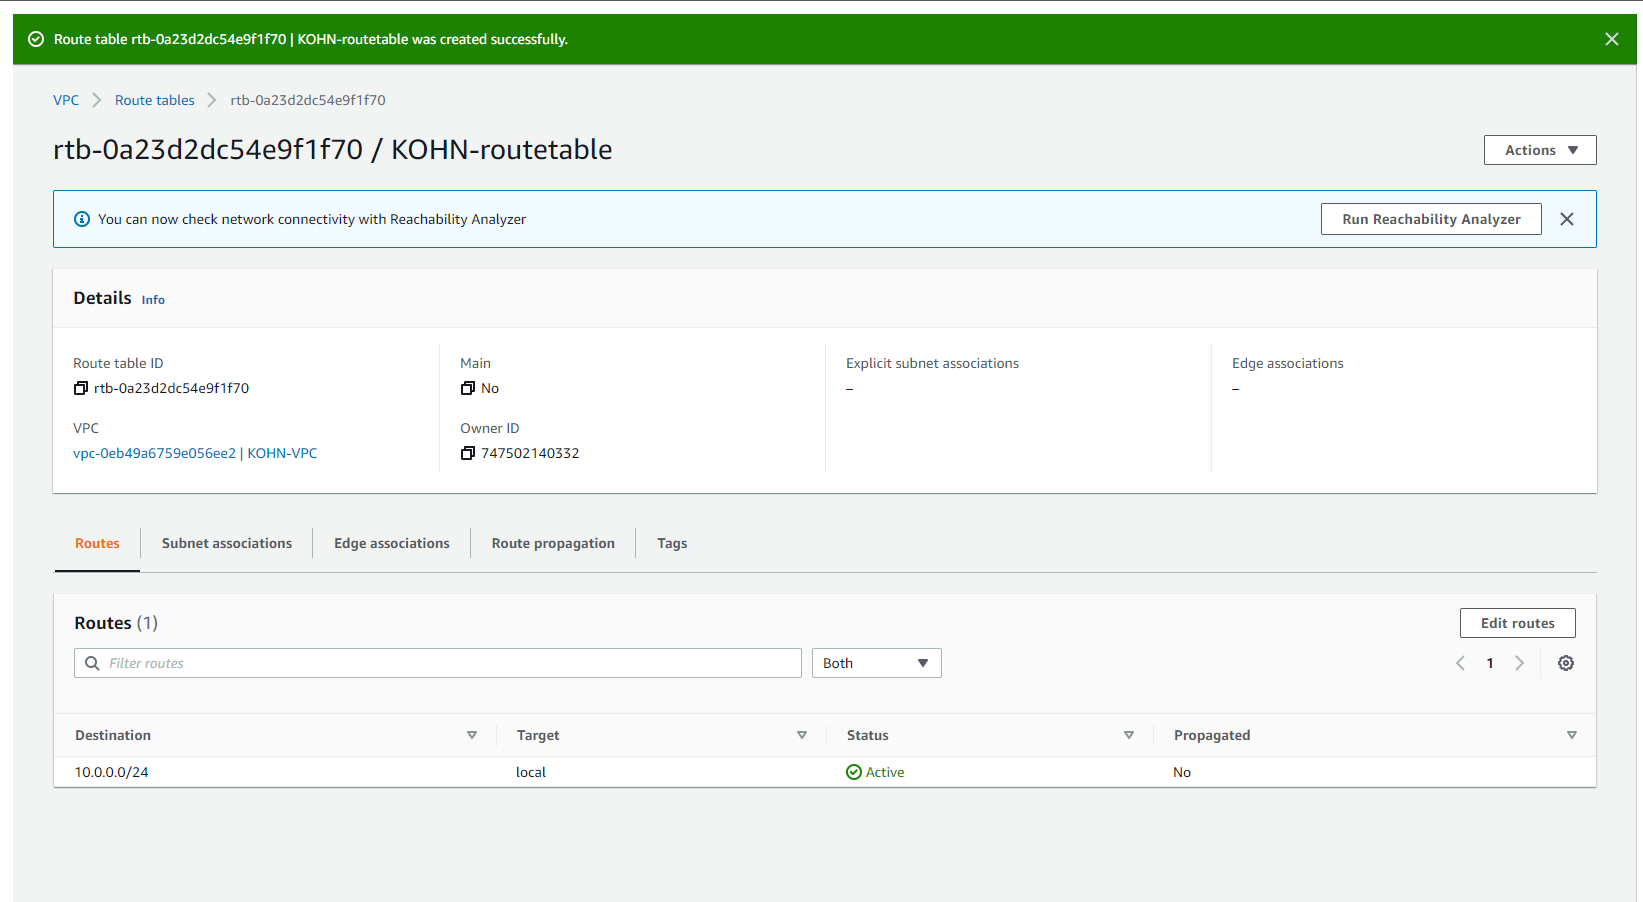 Route table rtb-0a23d2dc54e9f1f70 | KOHN-routetable was created successfully.
VPC Route tables rtb-0a23d2dc54e9f1f70
rtb-0a23d2dc54e9f1f70 / KOHN-routetable
Actions
You can now check network connectivity with Reachability Analyzer
Run Reachability Analyzer
Details Info
Route table ID
rtb-0a23d2dc54e9f1f70
VPC
vpc-0eb49a6759e056ee2 | KOHN-VPC
Main
No
Owner ID
747502140332
Explicit subnet associations
–
Edge associations
–
Routes Subnet associations Edge associations Route propagation Tags
Routes (1)
Edit routes
Filter routes
Both
1
Destination Target Status Propagated
10.0.0.0/24 local Active No